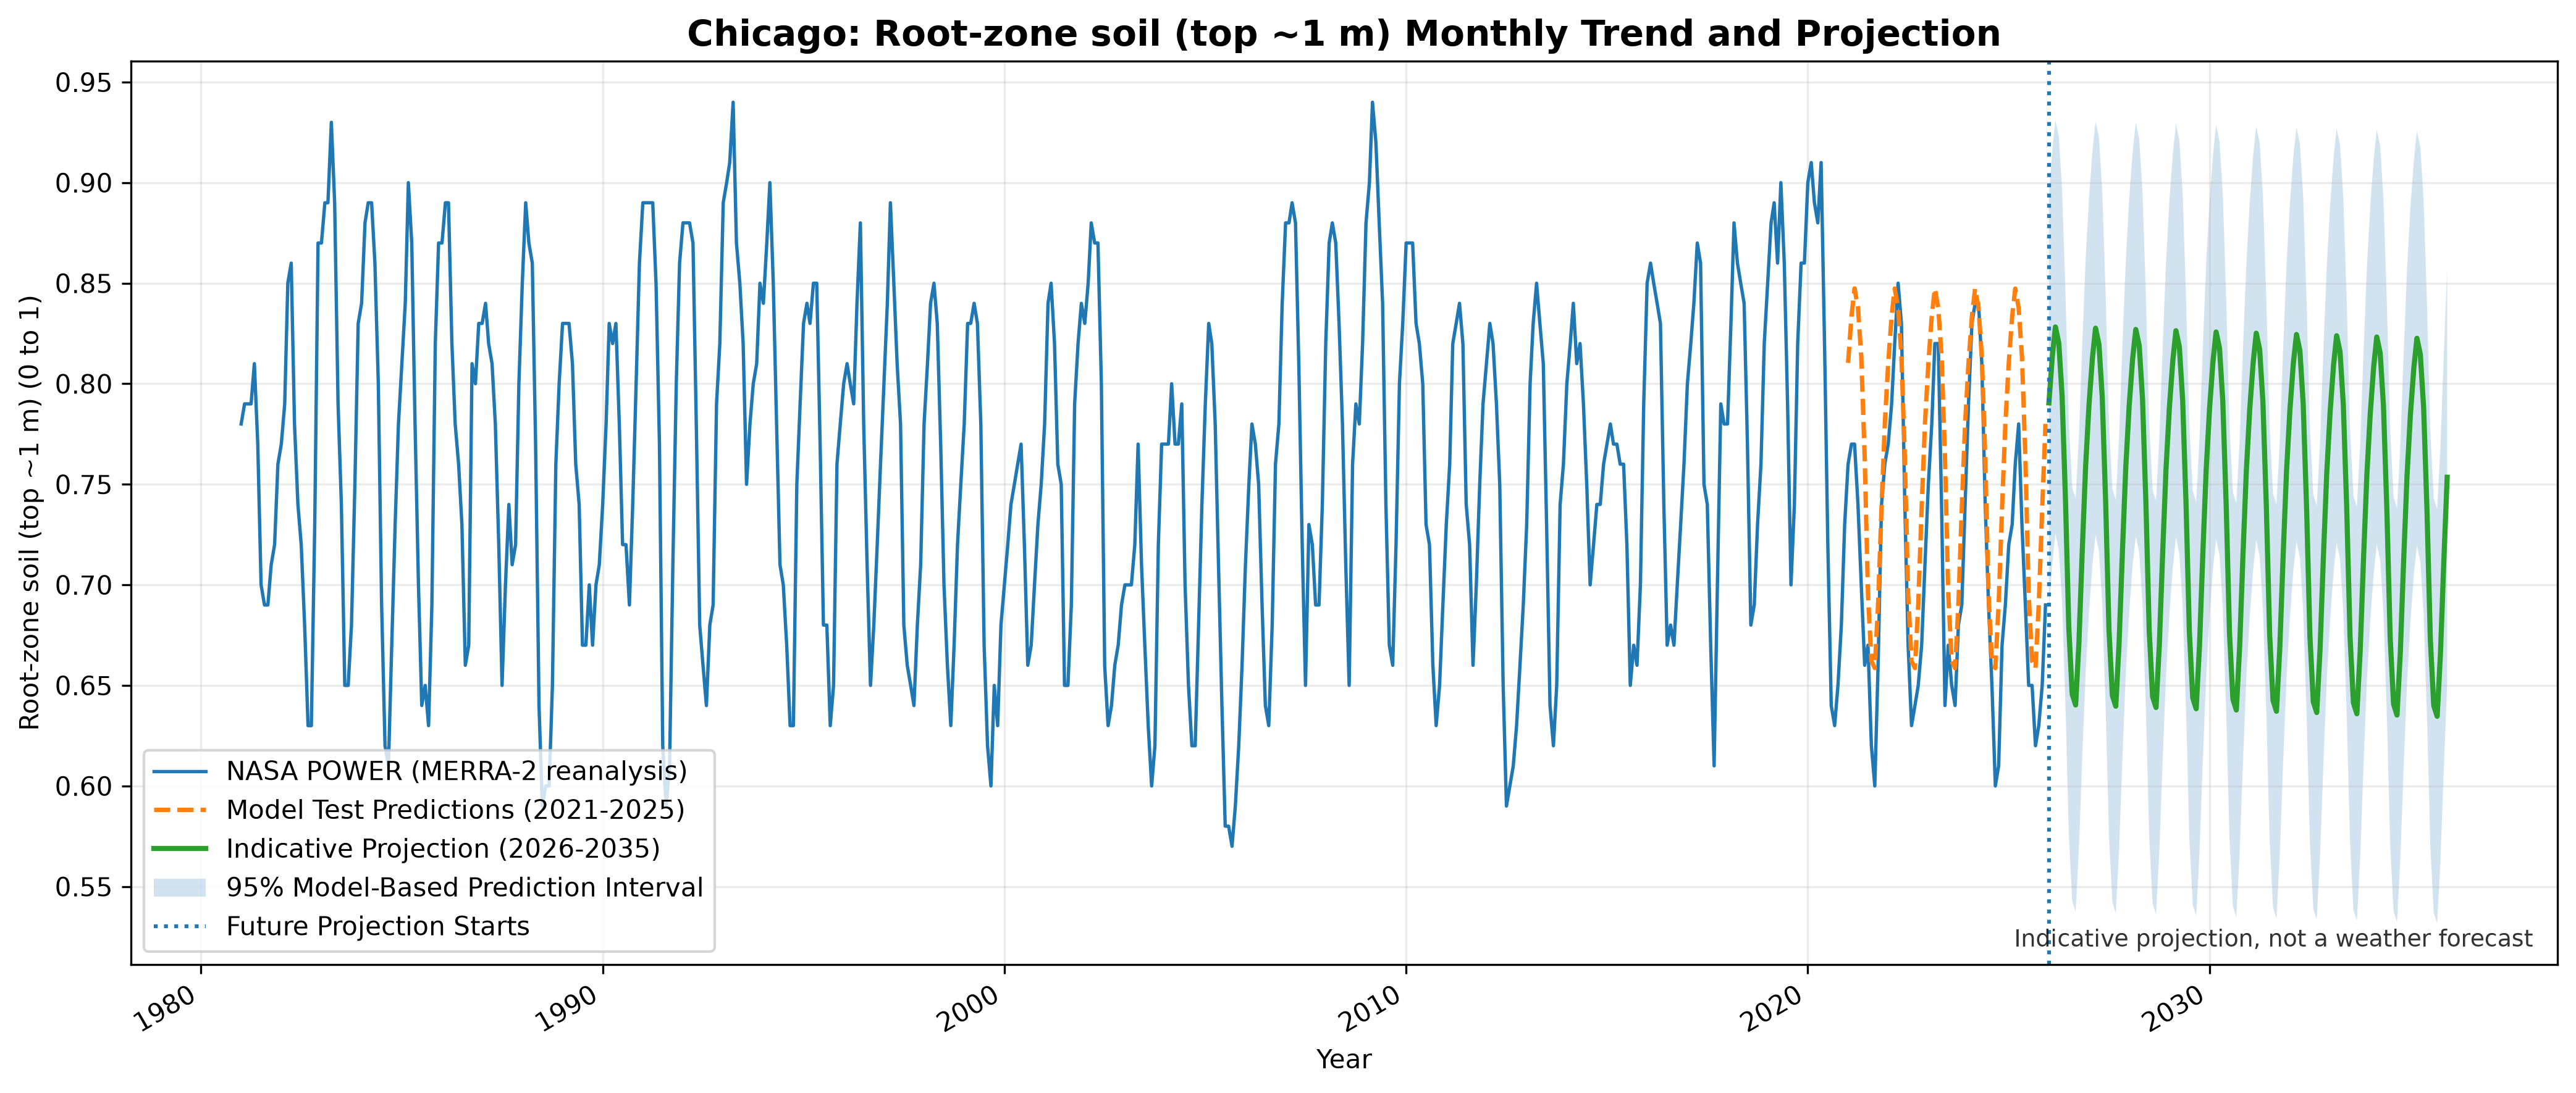 Chicago: Root-zone soil (top ~1 m) Monthly Trend and Projection
Root-zone soil (top ~1 m) (0 to 1)
0.95
0.90
0.85
0.80
0.75
0.70
0.65
0.60
0.55
NASA POWER (MERRA-2 reanalysis)
Model Test Predictions (2021-2025)
Indicative Projection (2026-2035)
95% Model-Based Prediction Interval
Future Projection Starts
Indicative projection, not a weather forecast
1980
1990
2000
2010
2020
2030
Year